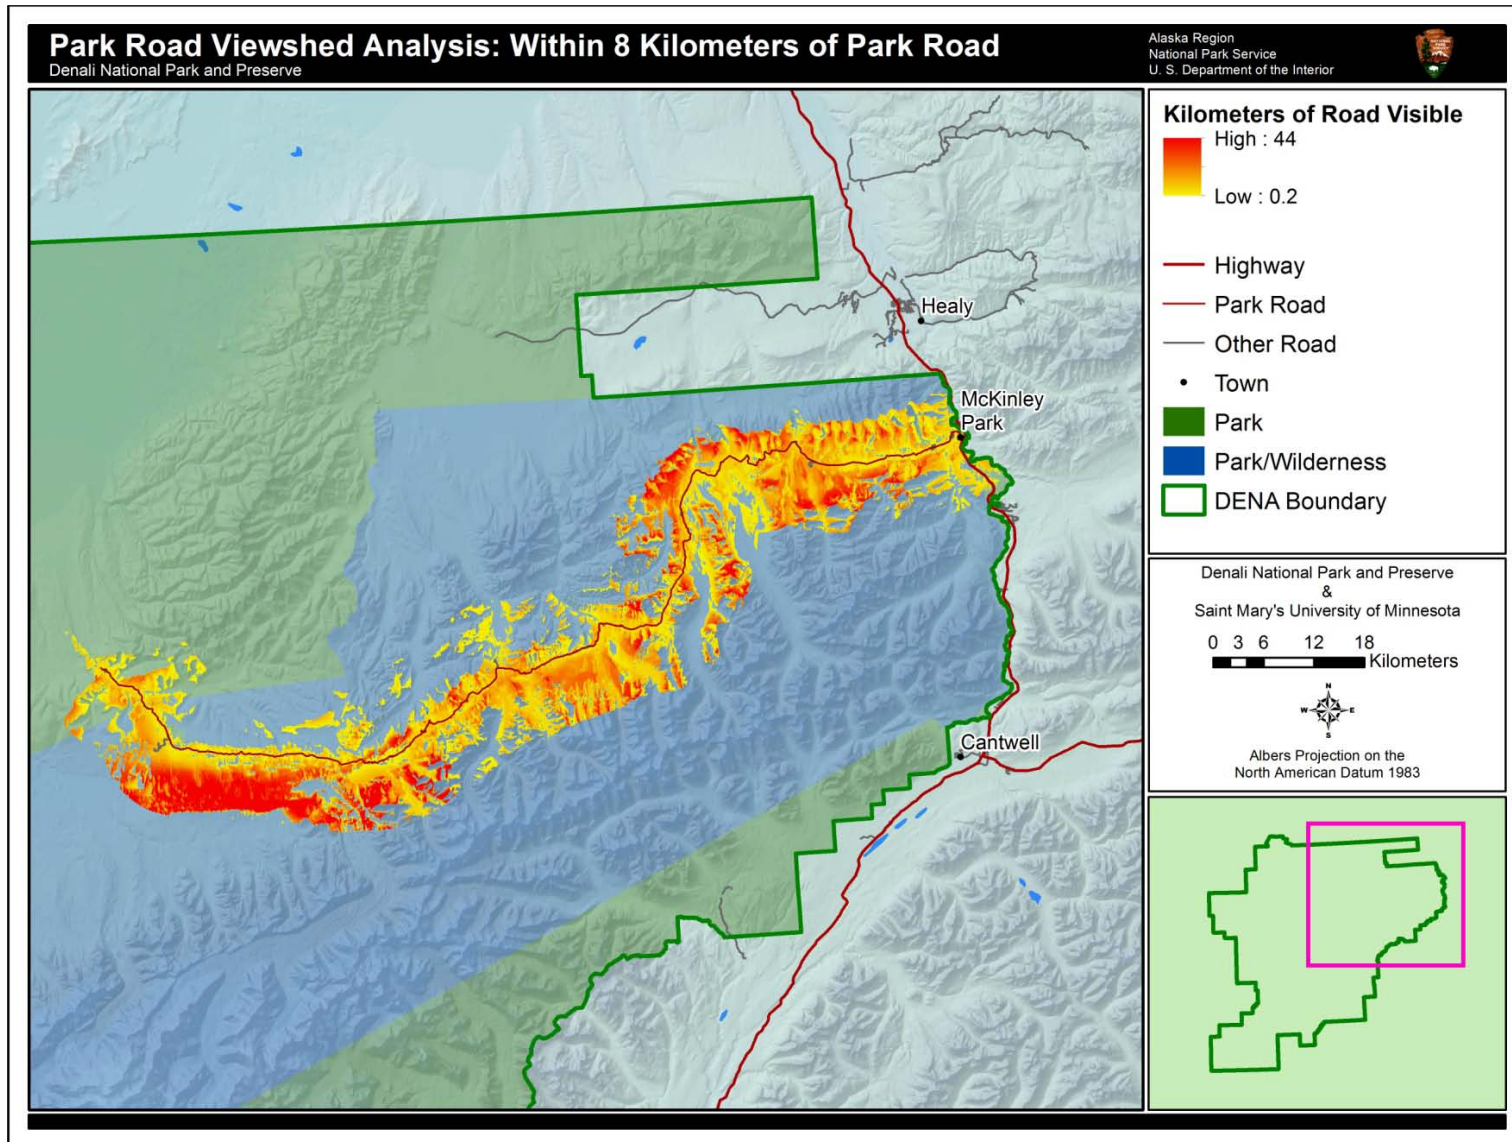 Park Road Viewshed Analysis: Within 8 Kilometers of Park Road
Denali National Park and Preserve
Alaska Region
National Park Service
U. S. Department of the Interior
Healy
McKinley
Park
Cantwell
Kilometers of Road Visible
High : 44
Low : 0.2
Highway
Park Road
Other Road
Town
Park
Park/Wilderness
DENA Boundary
Denali National Park and Preserve
&
Saint Mary's University of Minnesota
0 3 6 12 18
Kilometers
N
W E
S
Albers Projection on the
North American Datum 1983